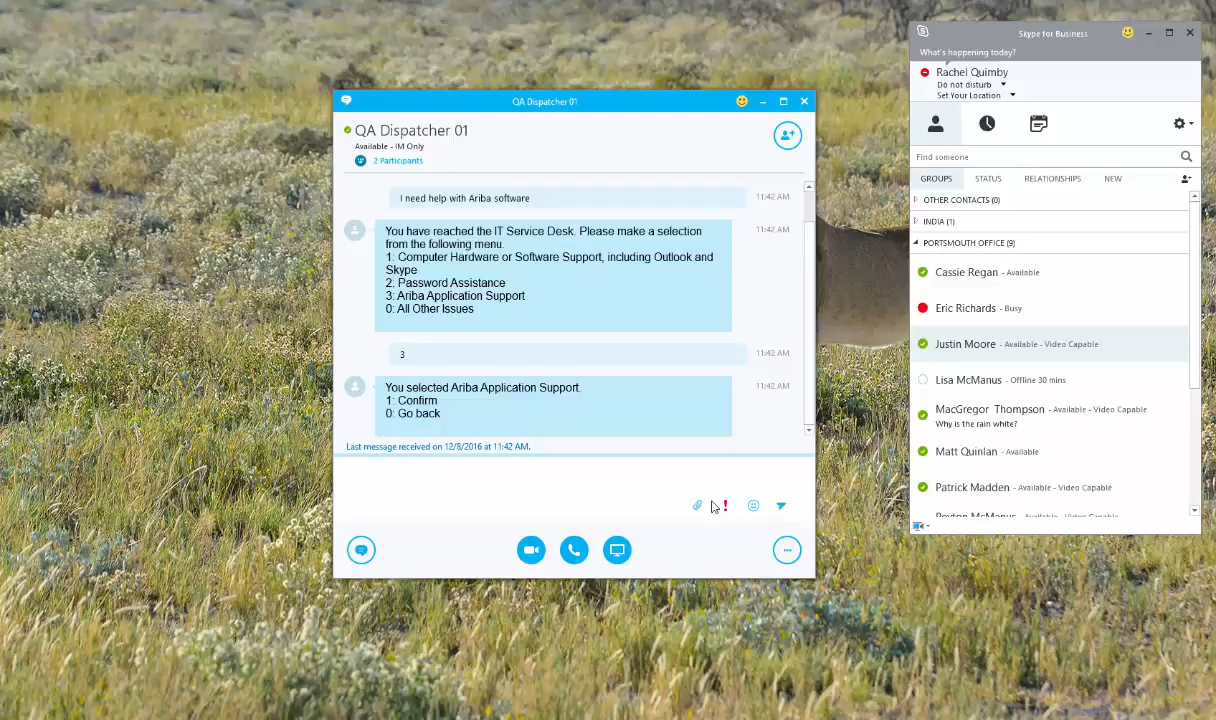 QA Dispatcher 01
QA Dispatcher 01
Available - IM Only
2 Participants
I need help with Ariba software
11:42 AM
You have reached the IT Service Desk. Please make a selection
from the following menu.
1: Computer Hardware or Software Support, including Outlook and
Skype
2: Password Assistance
3: Ariba Application Support
0: All Other Issues
11:42 AM
3
11:42 AM
You selected Ariba Application Support.
1: Confirm
0: Go back
11:42 AM
Last message received on 12/8/2016 at 11:42 AM.
Skype for Business
What's happening today?
Rachel Quimby
Do not disturb
Set Your Location
Find someone
GROUPS STATUS RELATIONSHIPS NEW
OTHER CONTACTS (0)
INDIA (1)
PORTSMOUTH OFFICE (9)
Cassie Regan - Available
Eric Richards - Busy
Justin Moore - Available - Video Capable
Lisa McManus - Offline 30 mins
MacGregor Thompson - Available - Video Capable
Why is the rain white?
Matt Quinlan - Available
Patrick Madden - Available - Video Capable
Peyton McManus - Available - Video Capable